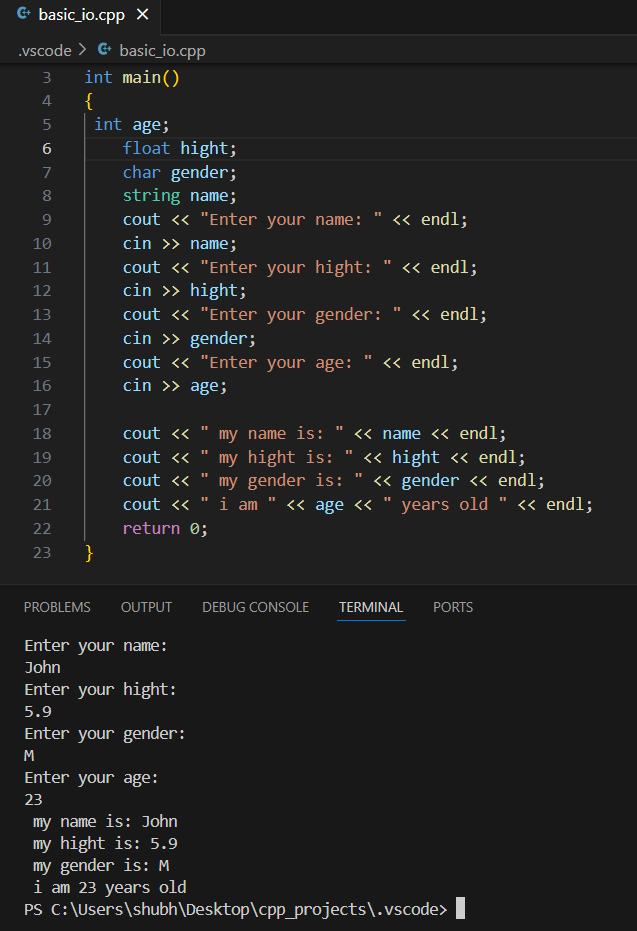 basic_io.cpp ×
.vscode > basic_io.cpp
3 int main()
4 {
5 int age;
6 float hight;
7 char gender;
8 string name;
9 cout << "Enter your name: " << endl;
10 cin >> name;
11 cout << "Enter your hight: " << endl;
12 cin >> hight;
13 cout << "Enter your gender: " << endl;
14 cin >> gender;
15 cout << "Enter your age: " << endl;
16 cin >> age;
17
18 cout << " my name is: " << name << endl;
19 cout << " my hight is: " << hight << endl;
20 cout << " my gender is: " << gender << endl;
21 cout << " i am " << age << " years old " << endl;
22 return 0;
23 }
PROBLEMS OUTPUT DEBUG CONSOLE TERMINAL PORTS
Enter your name:
John
Enter your hight:
5.9
Enter your gender:
M
Enter your age:
23
my name is: John
my hight is: 5.9
my gender is: M
i am 23 years old
PS C:\Users\shubh\Desktop\cpp_projects\.vscode>